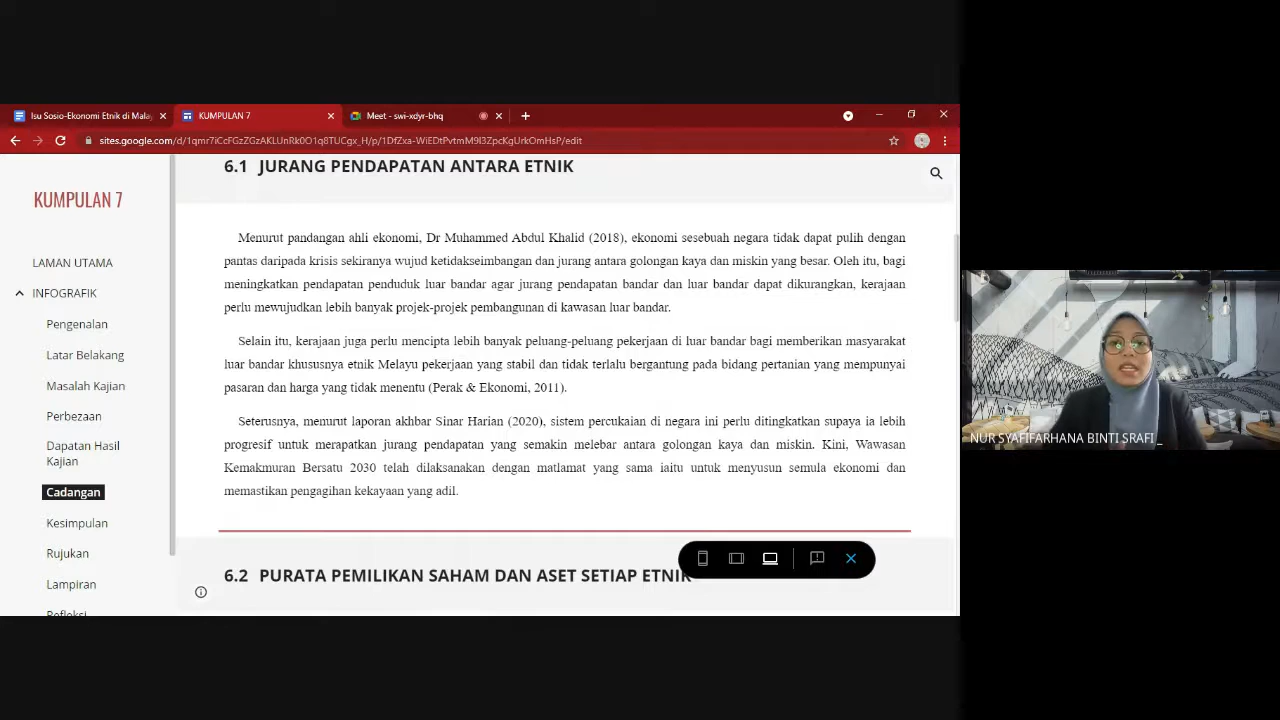 Isu Sosio-Ekonomi Etnik di Malay
KUMPULAN 7
Meet - swi-xdyr-bhq
sites.google.com/d/1qmr7iCcFGzZGzAKLUnRk0O1q8TUCgx_H/p/1DfZxa-WiEDtPvtmM9l3ZpcKgUrkOmHsP/edit
KUMPULAN 7
LAMAN UTAMA
INFOGRAFIK
Pengenalan
Latar Belakang
Masalah Kajian
Perbezaan
Dapatan Hasil
Kajian
Cadangan
Kesimpulan
Rujukan
Lampiran
Refleksi
6.1 JURANG PENDAPATAN ANTARA ETNIK
Menurut pandangan ahli ekonomi, Dr Muhammed Abdul Khalid (2018), ekonomi sesebuah negara tidak dapat pulih dengan
pantas daripada krisis sekiranya wujud ketidakseimbangan dan jurang antara golongan kaya dan miskin yang besar. Oleh itu, bagi
meningkatkan pendapatan penduduk luar bandar agar jurang pendapatan bandar dan luar bandar dapat dikurangkan, kerajaan
perlu mewujudkan lebih banyak projek-projek pembangunan di kawasan luar bandar.
Selain itu, kerajaan juga perlu mencipta lebih banyak peluang-peluang pekerjaan di luar bandar bagi memberikan masyarakat
luar bandar khususnya etnik Melayu pekerjaan yang stabil dan tidak terlalu bergantung pada bidang pertanian yang mempunyai
pasaran dan harga yang tidak menentu (Perak & Ekonomi, 2011).
Seterusnya, menurut laporan akhbar Sinar Harian (2020), sistem percukaian di negara ini perlu ditingkatkan supaya ia lebih
progresif untuk merapatkan jurang pendapatan yang semakin melebar antara golongan kaya dan miskin. Kini, Wawasan
Kemakmuran Bersatu 2030 telah dilaksanakan dengan matlamat yang sama iaitu untuk menyusun semula ekonomi dan
memastikan pengagihan kekayaan yang adil.
6.2 PURATA PEMILIKAN SAHAM DAN ASET SETIAP ETNIK
NUR SYAFIFARHANA BINTI SRAFI _